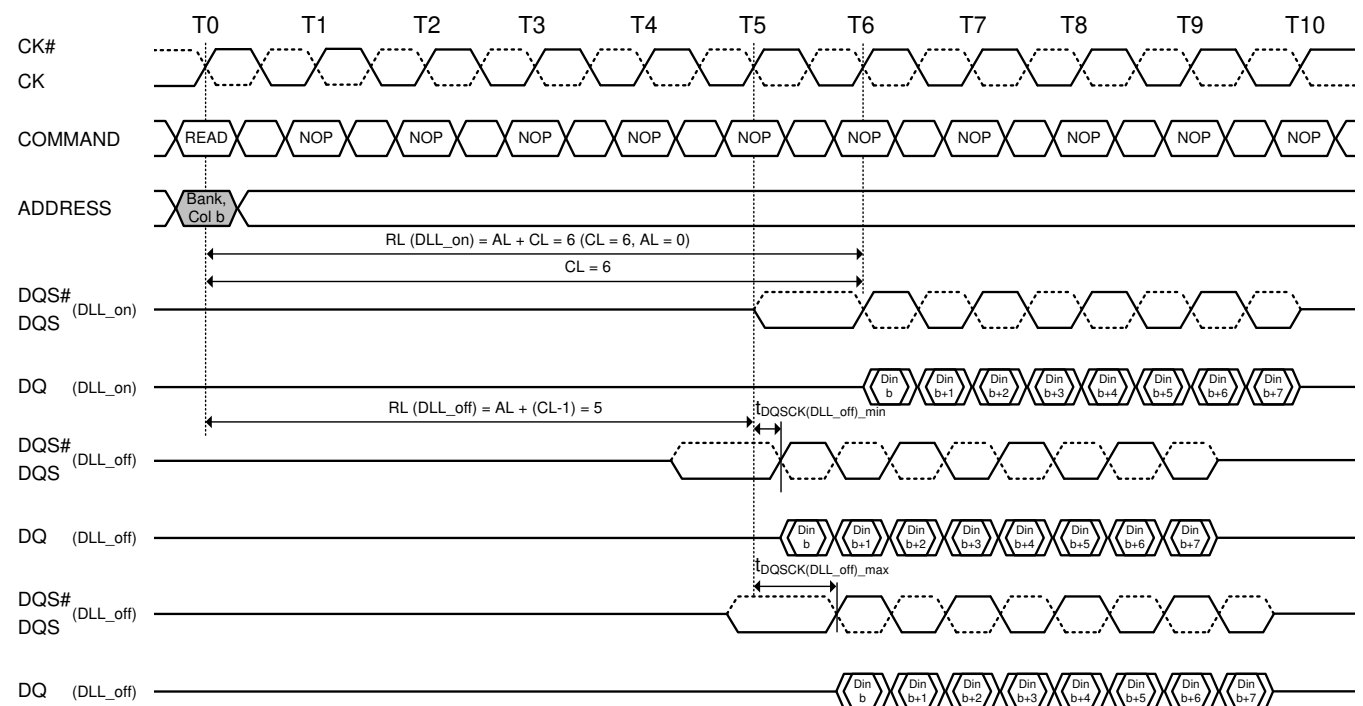 T0 T1 T2 T3 T4 T5 T6 T7 T8 T9 T10
CK#
CK
COMMAND READ NOP NOP NOP NOP NOP NOP NOP NOP NOP NOP
ADDRESS Bank, Col b
RL (DLL_on) = AL + CL = 6 (CL = 6, AL = 0)
CL = 6
DQS# (DLL_on)
DQS
DQ (DLL_on) Din b Din b+1 Din b+2 Din b+3 Din b+4 Din b+5 Din b+6 Din b+7
RL (DLL_off) = AL + (CL-1) = 5 tDQSCK(DLL_off)_min
DQS# (DLL_off)
DQS
DQ (DLL_off) Din b Din b+1 Din b+2 Din b+3 Din b+4 Din b+5 Din b+6 Din b+7
tDQSCK(DLL_off)_max
DQS# (DLL_off)
DQS
DQ (DLL_off) Din b Din b+1 Din b+2 Din b+3 Din b+4 Din b+5 Din b+6 Din b+7